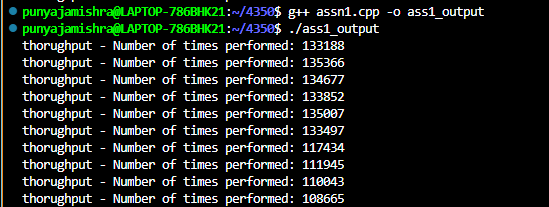 punyajamishra@LAPTOP-786BHK21:~/4350$ g++ assn1.cpp -o ass1_output
punyajamishra@LAPTOP-786BHK21:~/4350$ ./ass1_output
thorughput - Number of times performed: 133188
thorughput - Number of times performed: 135366
thorughput - Number of times performed: 134677
thorughput - Number of times performed: 133852
thorughput - Number of times performed: 135007
thorughput - Number of times performed: 133497
thorughput - Number of times performed: 117434
thorughput - Number of times performed: 111945
thorughput - Number of times performed: 110043
thorughput - Number of times performed: 108665